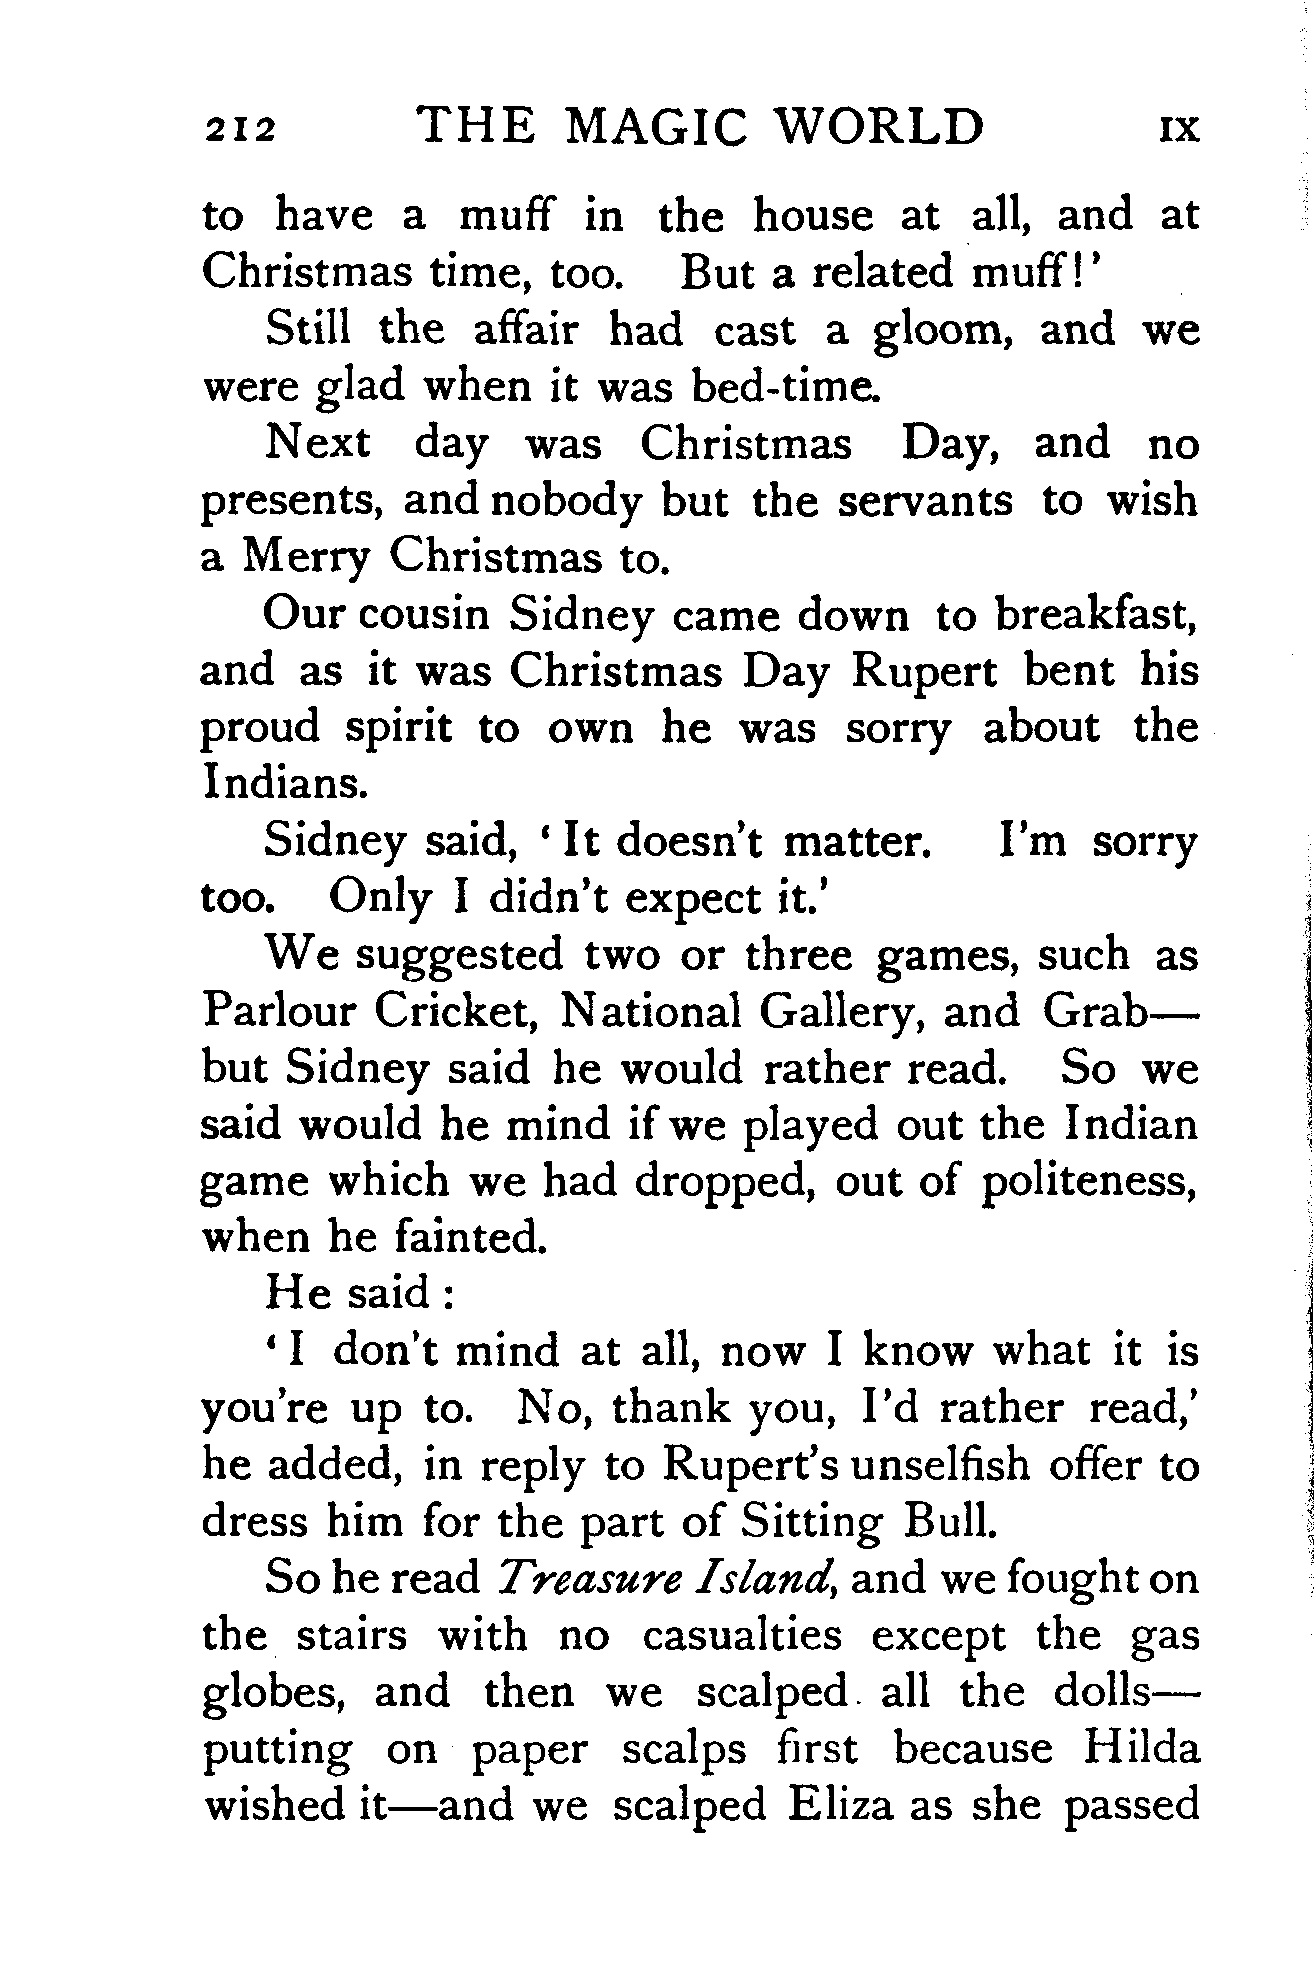 212 THE MAGIC WORLD IX
to have a muff in the house at all, and at
Christmas time, too. But a related muff!’
Still the affair had cast a gloom, and we
were glad when it was bed-time.
Next day was Christmas Day, and no
presents, and nobody but the servants to wish
a Merry Christmas to.
Our cousin Sidney came down to breakfast,
and as it was Christmas Day Rupert bent his
proud spirit to own he was sorry about the
Indians.
Sidney said, ‘It doesn’t matter. I’m sorry
too. Only I didn’t expect it.’
We suggested two or three games, such as
Parlour Cricket, National Gallery, and Grab—
but Sidney said he would rather read. So we
said would he mind if we played out the Indian
game which we had dropped, out of politeness,
when he fainted.
He said :
‘I don’t mind at all, now I know what it is
you’re up to. No, thank you, I’d rather read,’
he added, in reply to Rupert’s unselfish offer to
dress him for the part of Sitting Bull.
So he read Treasure Island, and we fought on
the stairs with no casualties except the gas
globes, and then we scalped all the dolls—
putting on paper scalps first because Hilda
wished it—and we scalped Eliza as she passed